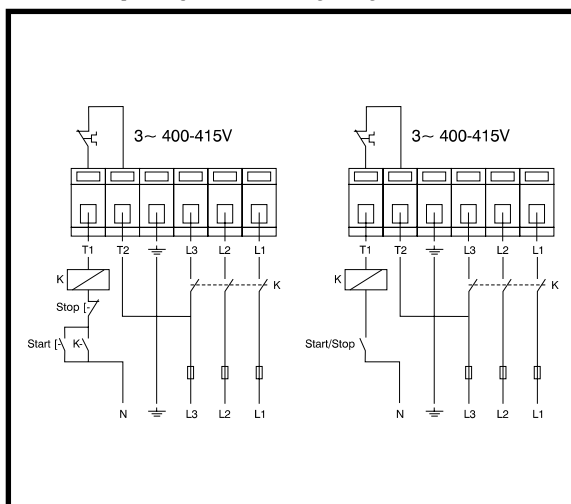 3~ 400-415V 3~ 400-415V
T1 T2 L3 L2 L1 T1 T2 L3 L2 L1
K K K K
Stop
Start K Start/Stop
N L3 L2 L1 N L3 L2 L1